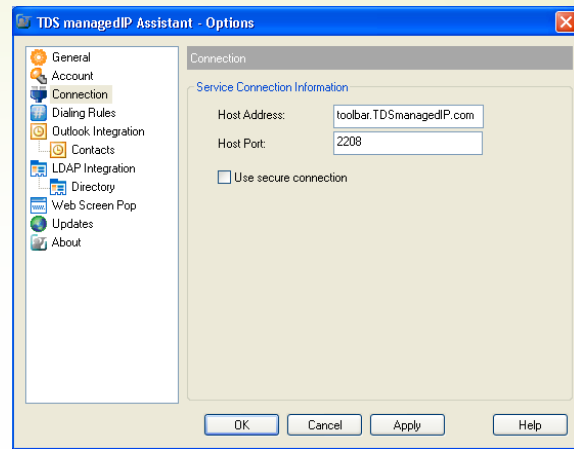 TDS managedIP Assistant - Options
General
Account
Connection
Dialing Rules
Outlook Integration
Contacts
LDAP Integration
Directory
Web Screen Pop
Updates
About
Connection
Service Connection Information
Host Address: toolbar.TDSmanagedIP.com
Host Port: 2208
Use secure connection
OK Cancel Apply Help